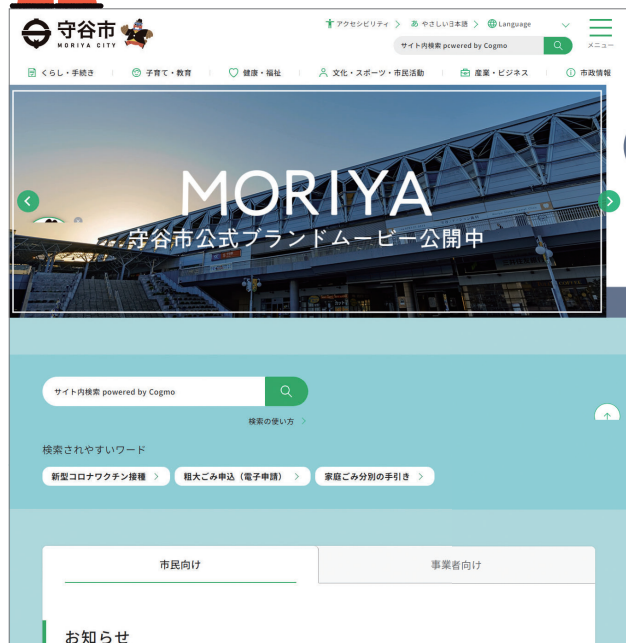 守谷市
MORIYA CITY
アクセシビリティ
やさしい日本語
Language
サイト内検索 powered by Cogmo
メニュー
くらし・手続き
子育て・教育
健康・福祉
文化・スポーツ・市民活動
産業・ビジネス
市政情報
MORIYA
守谷市公式ブランドムービー公開中
サイト内検索 powered by Cogmo
検索の使い方
検索されやすいワード
新型コロナワクチン接種
粗大ごみ申込（電子申請）
家庭ごみ分別の手引き
市民向け
事業者向け
お知らせ